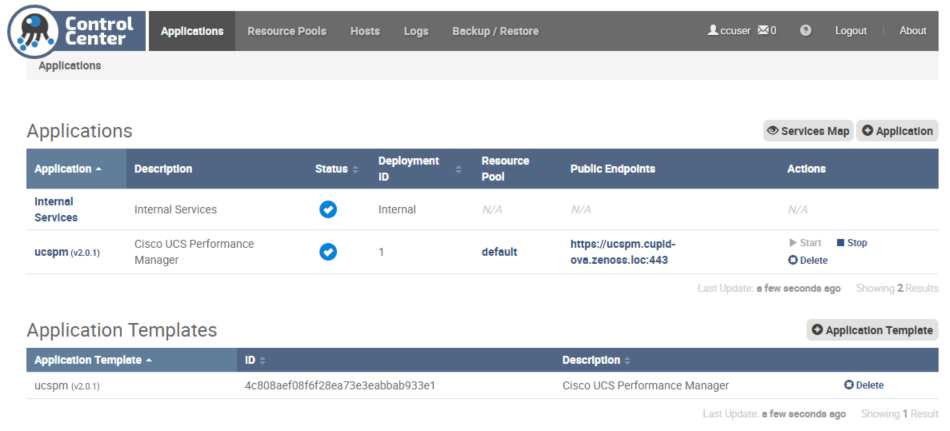 Control Center
Applications Resource Pools Hosts Logs Backup / Restore ccuser 0 ? Logout About
Applications
Applications
Services Map Application
Application Description Status Deployment ID Resource Pool Public Endpoints Actions
Internal Services Internal Services Internal N/A N/A N/A
ucspm (v2.0.1) Cisco UCS Performance Manager 1 default https://ucspm.cupid-ova.zenoss.loc:443 Start Stop Delete
Last Update: a few seconds ago Showing 2 Results
Application Templates
Application Template
Application Template ID Description
ucspm (v2.0.1) 4c808aef08f6f28ea73e3eabbab933e1 Cisco UCS Performance Manager Delete
Last Update: a few seconds ago Showing 1 Result